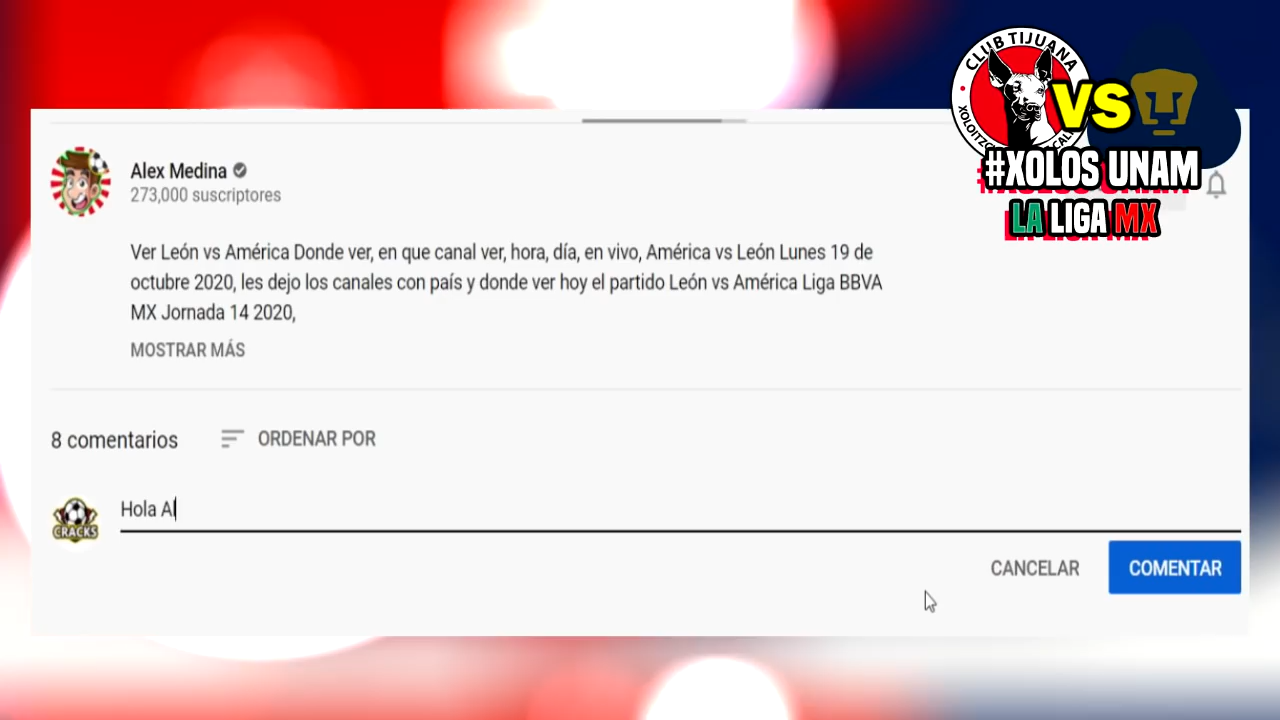 CLUB TIJUANA
VS
#XOLOS UNAM
LA LIGA MX
Alex Medina
273,000 suscriptores
Ver León vs América Donde ver, en que canal ver, hora, día, en vivo, América vs León Lunes 19 de
octubre 2020, les dejo los canales con país y donde ver hoy el partido León vs América Liga BBVA
MX Jornada 14 2020,
MOSTRAR MÁS
8 comentarios
ORDENAR POR
CRACKS
Hola Al
CANCELAR
COMENTAR